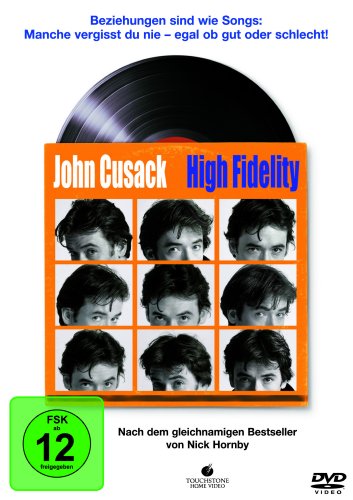 Beziehungen sind wie Songs:
Manche vergisst du nie – egal ob gut oder schlecht!
John Cusack High Fidelity
Nach dem gleichnamigen Bestseller
von Nick Hornby
FSK
ab
12
freigegeben
TOUCHSTONE
HOME VIDEO
DVD
VIDEO